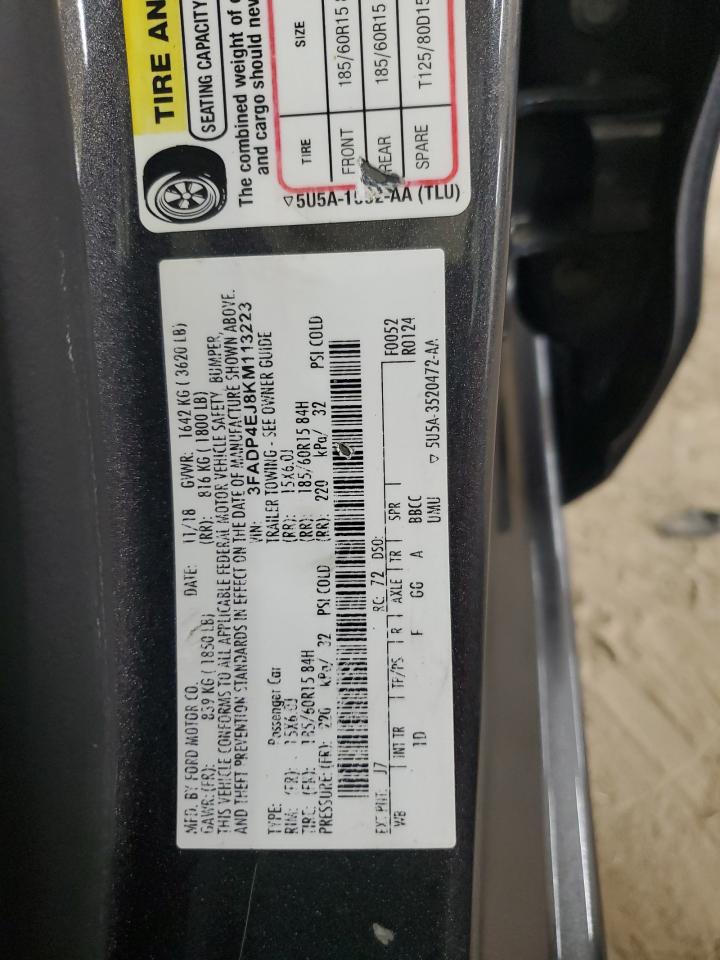 TIRE AN
SEATING CAPACITY
The combined weight of
and cargo should nev
TIRE SIZE
FRONT 185/60R15
REAR 185/60R15
SPARE T125/80D15
5U5A- -AA (TLU)
MFD. BY FORD MOTOR CO. DATE: 11/18 GVWR: 1642 KG ( 3620 LB)
GAWR:(FR): 839 KG ( 1850 LB) (RR): 816 KG ( 1800 LB)
THIS VEHICLE CONFORMS TO ALL APPLICABLE FEDERAL MOTOR VEHICLE SAFETY, BUMPER,
AND THEFT PREVENTION STANDARDS IN EFFECT ON THE DATE OF MANUFACTURE SHOWN ABOVE.
VIN: 3FADP4EJ8KM113223
TYPE: Passenger Car TRAILER TOWING - SEE OWNER GUIDE
RIM: (FR): 15X6.0J (RR): 15X6.0J
TIRE: (FR): 185/60R15 84H (RR): 185/60R15 84H
PRESSURE:(FR): 220 kPa/ 32 PSI COLD (RR): 220 kPa/ 32 PSI COLD
EXT PNT: J7 RC: 72 DSO: F0052
WB INT TR TP/PS R AXLE TR SPR R0124
1D F GG A BBCC
UMU 5U5A-3520472-AA